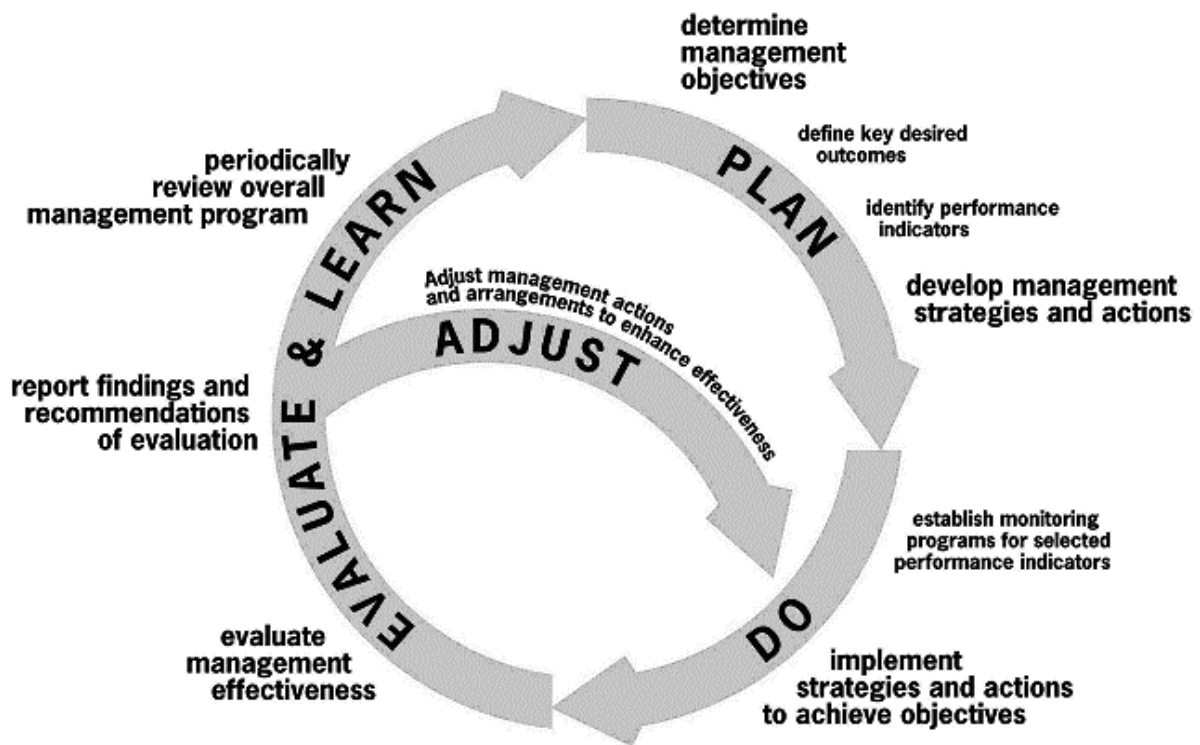 determine
management
objectives
define key desired
outcomes
identify performance
indicators
develop management
strategies and actions
PLAN
establish monitoring
programs for selected
performance indicators
DO
implement
strategies and actions
to achieve objectives
evaluate
management
effectiveness
EVALUATE & LEARN
report findings and
recommendations
of evaluation
periodically
review overall
management program
Adjust management actions
and arrangements to enhance effectiveness
ADJUST